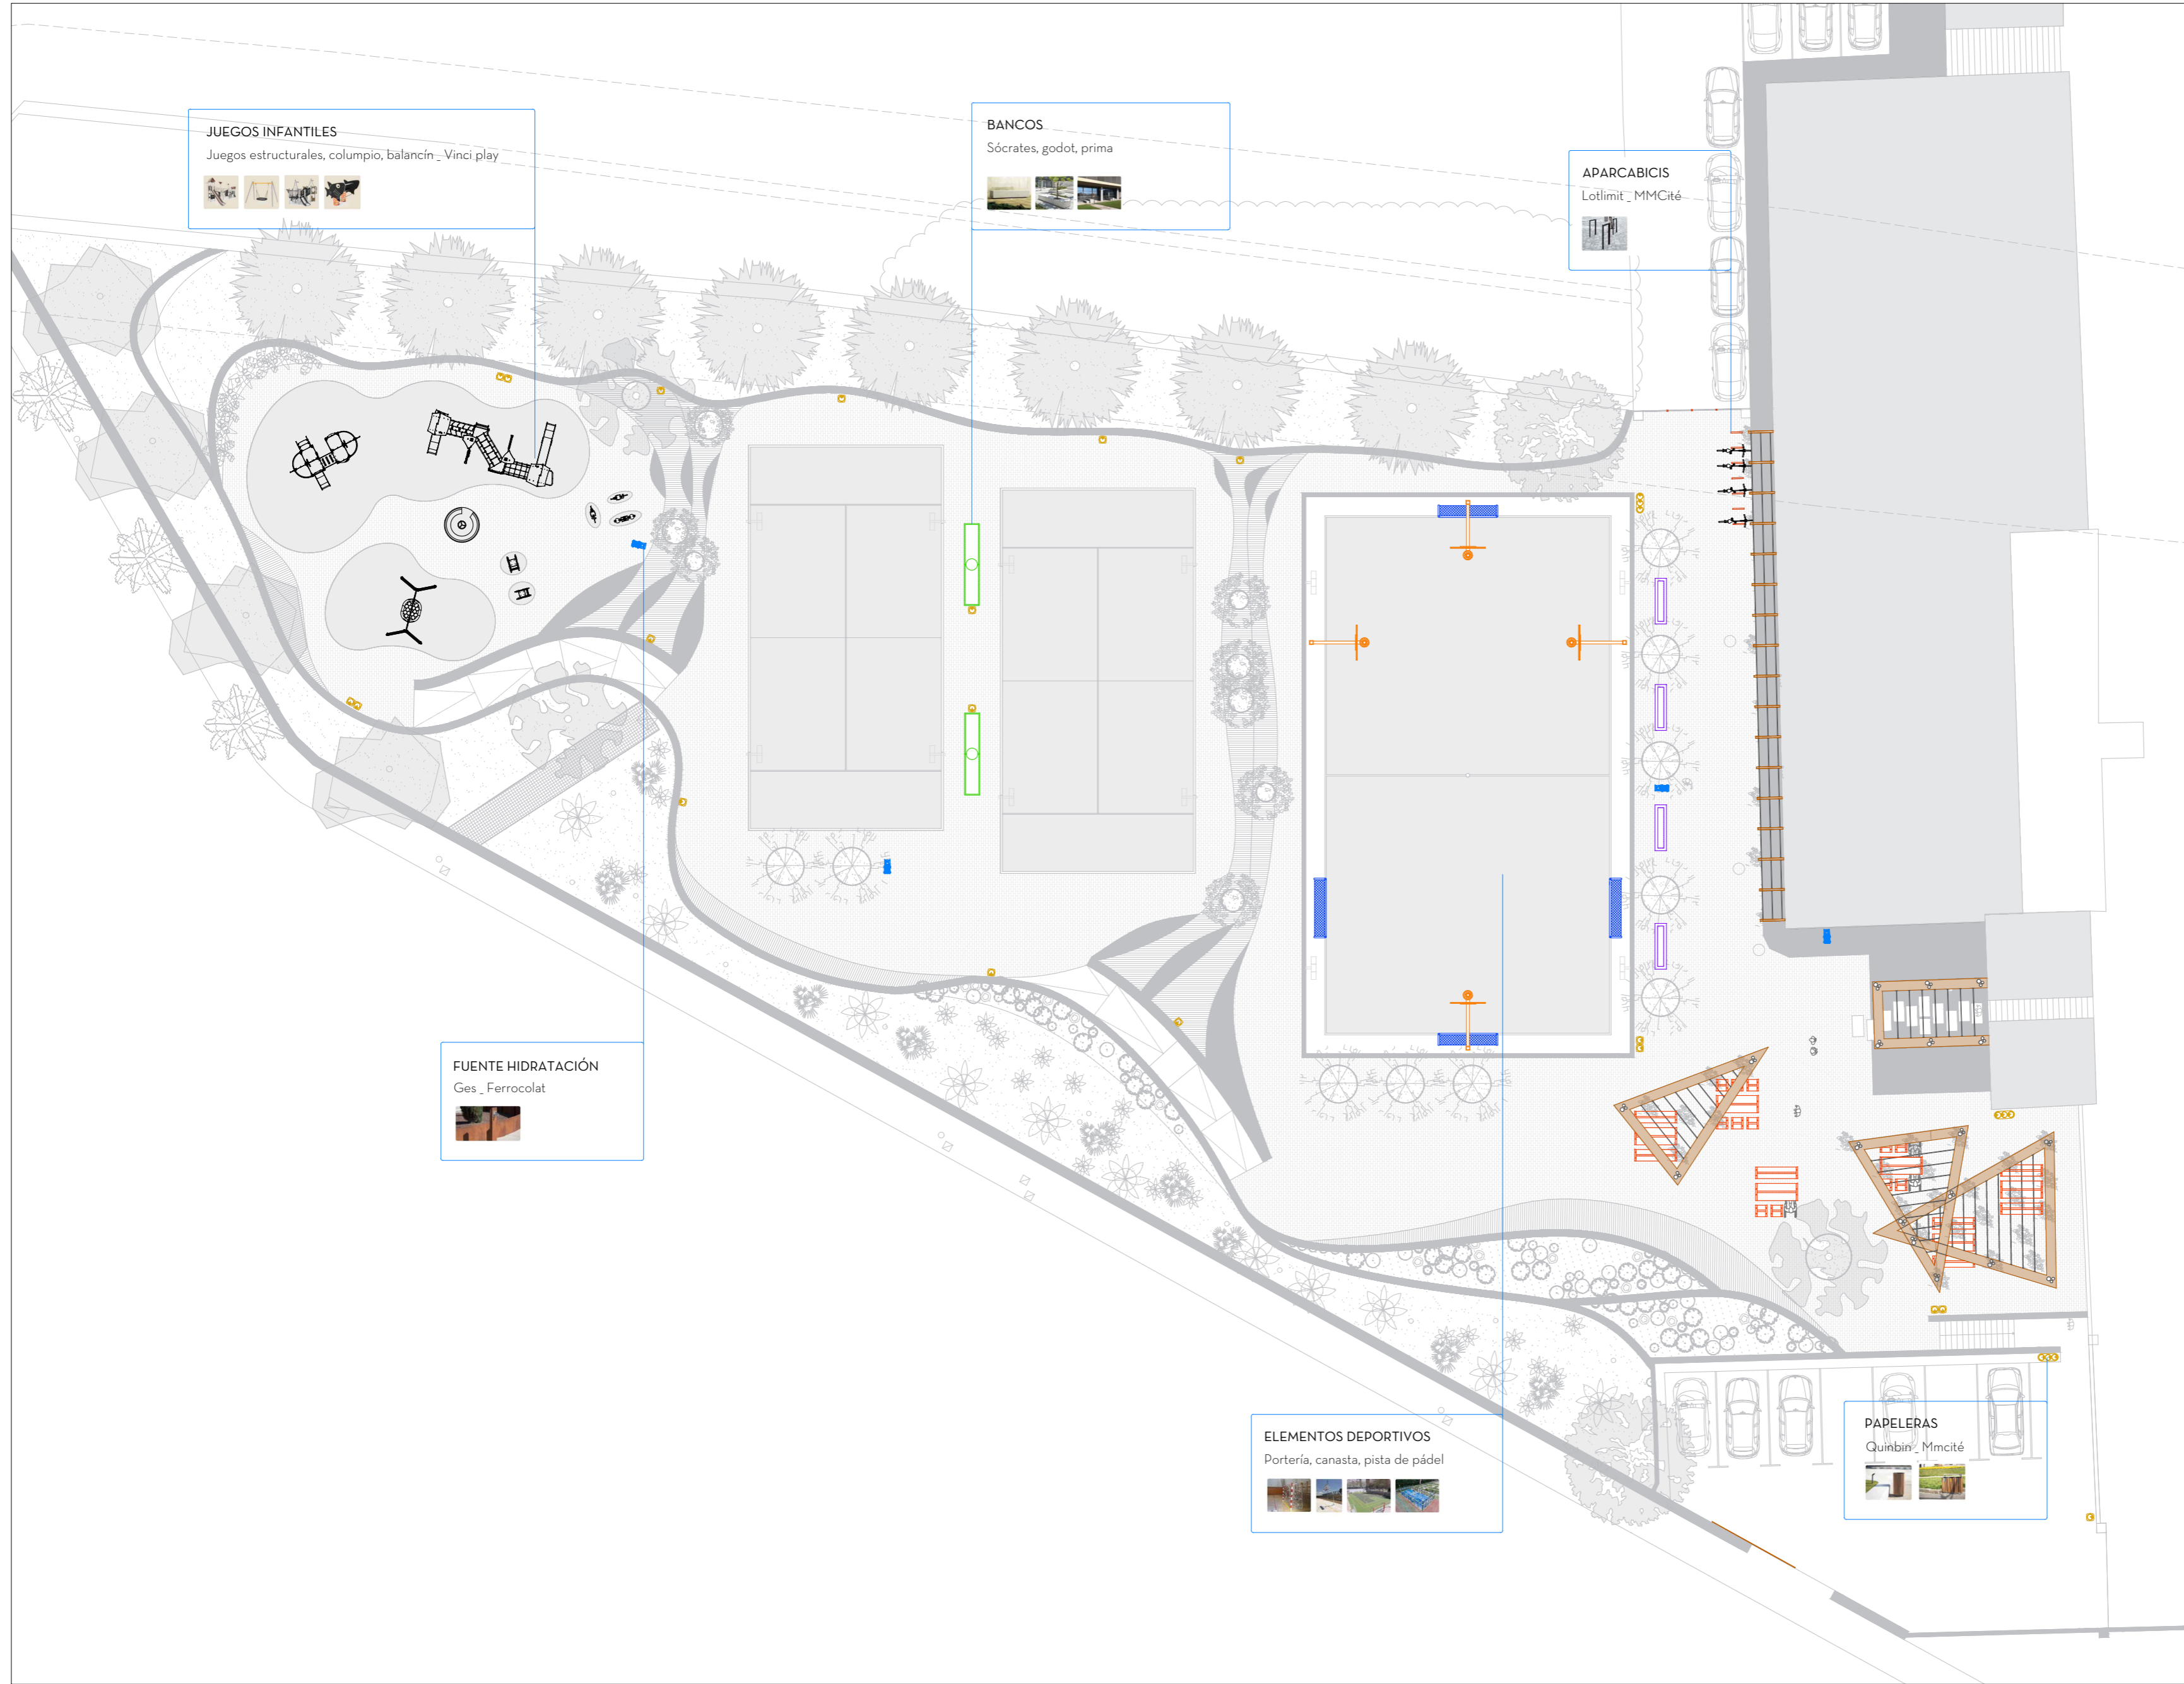 JUEGOS INFANTILES
Juegos estructurales, columpio, balancín _ Vinci play
BANCOS
Sócrates, godot, prima
APARCABICIS
Lotlimit _ MMCité
FUENTE HIDRATACIÓN
Ges _ Ferrocolat
ELEMENTOS DEPORTIVOS
Portería, canasta, pista de pádel
PAPELERAS
Quinbin _ Mmcité